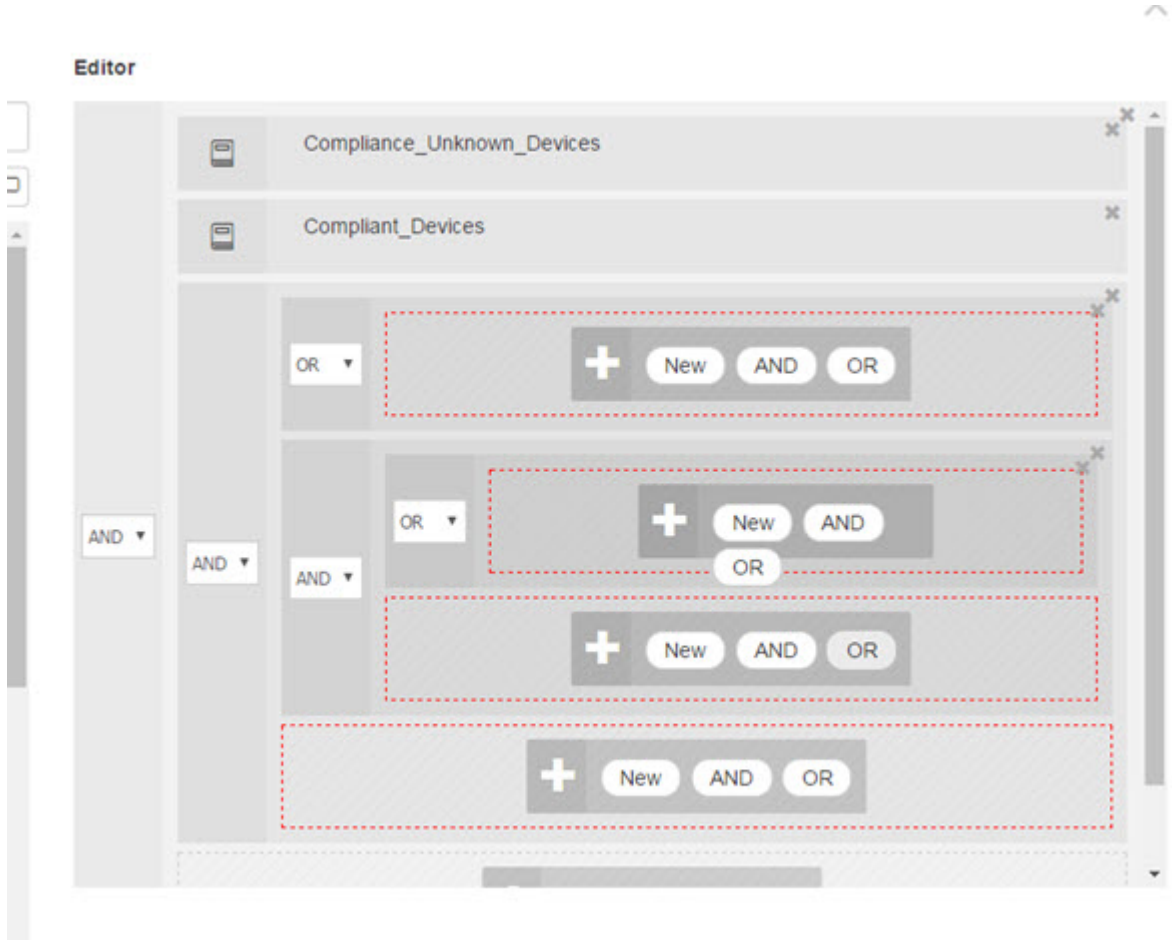 Editor
Compliance_Unknown_Devices
Compliant_Devices
OR New AND OR
OR New AND
AND AND AND OR
New AND OR
New AND OR